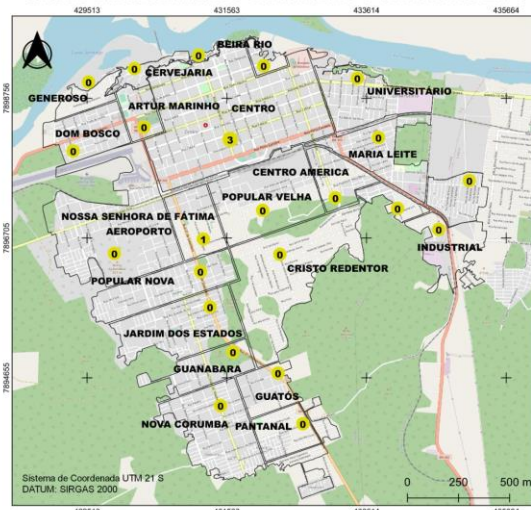 429513 431563 433614 435664
BEIRA RIO
0
0
0
0
0
CERVEJARIA
GENEROSO
UNIVERSITÁRIO
ARTUR MARINHO
CENTRO
7898756
DOM BOSCO
0
0
3
0
MARIA LEITE
CENTRO AMERICA
0
POPULAR VELHA
0
0
0
NOSSA SENHORA DE FÁTIMA
AEROPORTO
0
1
0
INDUSTRIAL
7896705
0
CRISTO REDENTOR
POPULAR NOVA
0
0
JARDIM DOS ESTADOS
0
GUANABARA
0
GUATÓS
7894655
0
NOVA CORUMBA
PANTANAL
0
Sistema de Coordenada UTM 21 S
DATUM: SIRGAS 2000
0 250 500 m